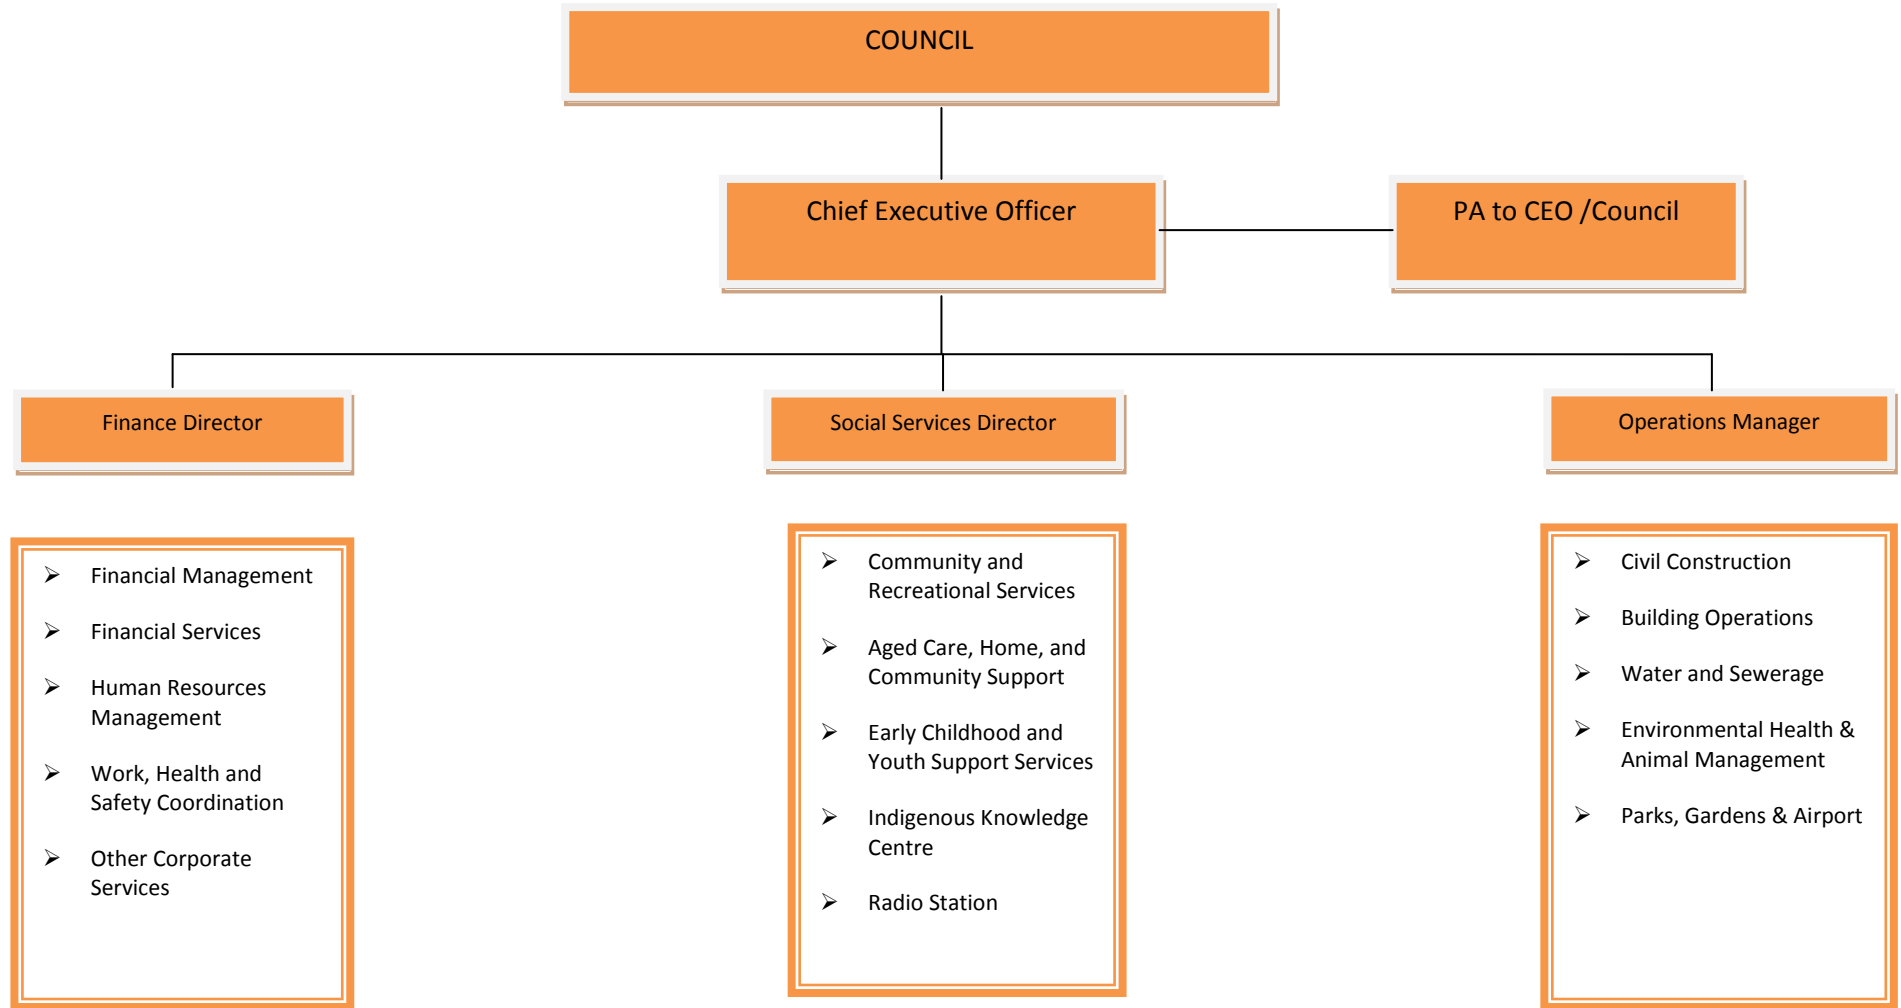 COUNCIL
Chief Executive Officer
PA to CEO /Council
Finance Director
Social Services Director
Operations Manager
➢ Financial Management
➢ Financial Services
➢ Human Resources
Management
➢ Work, Health and
Safety Coordination
➢ Other Corporate
Services
➢ Community and
Recreational Services
➢ Aged Care, Home, and
Community Support
➢ Early Childhood and
Youth Support Services
➢ Indigenous Knowledge
Centre
➢ Radio Station
➢ Civil Construction
➢ Building Operations
➢ Water and Sewerage
➢ Environmental Health &
Animal Management
➢ Parks, Gardens & Airport